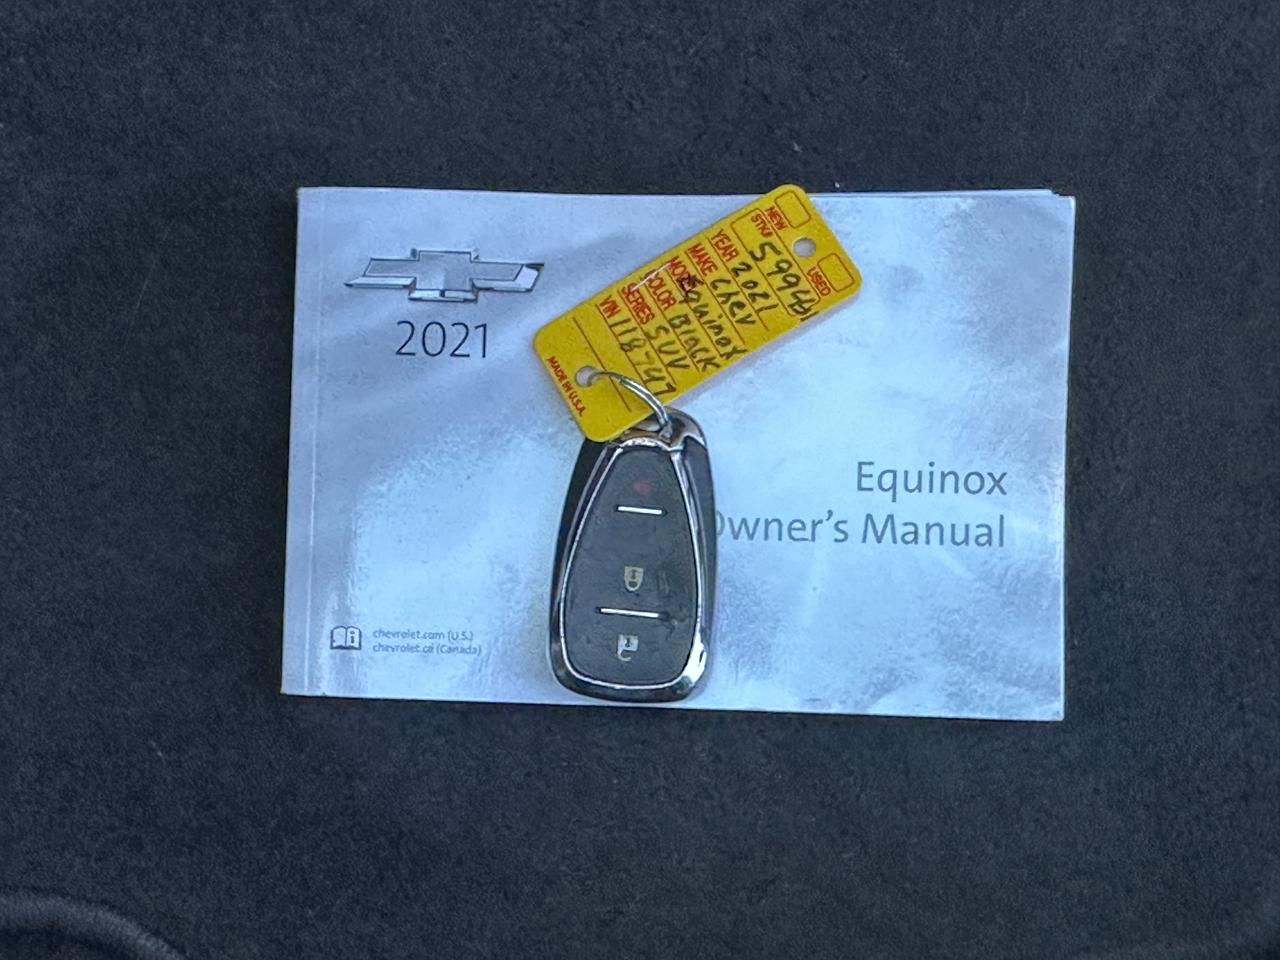 2021
NEW
USED
STK# 5994
YEAR 2021
MAKE Chev
MODEL Equinox
COLOR Black
SERIES SUV
VIN 118747
MADE IN U.S.A.
Equinox
Owner's Manual
chevrolet.com (U.S.)
chevrolet.ca (Canada)